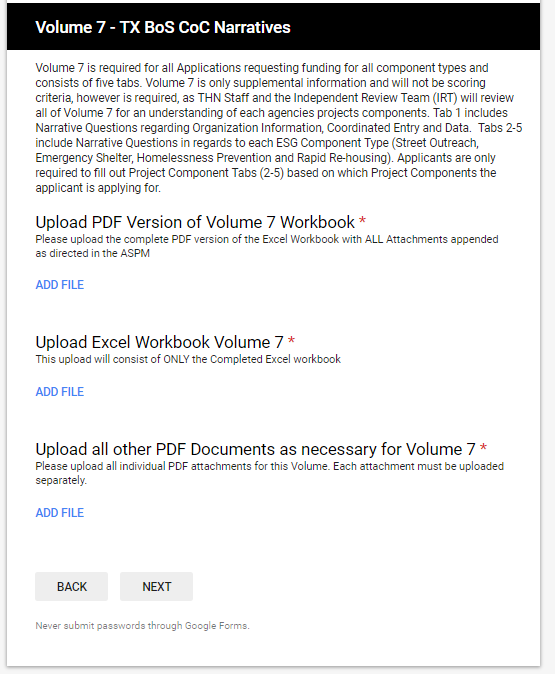 Volume 7 - TX BoS CoC Narratives
Volume 7 is required for all Applications requesting funding for all component types and
consists of five tabs. Volume 7 is only supplemental information and will not be scoring
criteria, however is required, as THN Staff and the Independent Review Team (IRT) will review
all of Volume 7 for an understanding of each agencies projects components. Tab 1 includes
Narrative Questions regarding Organization Information, Coordinated Entry and Data.  Tabs 2-5
include Narrative Questions in regards to each ESG Component Type (Street Outreach,
Emergency Shelter, Homelessness Prevention and Rapid Re-housing). Applicants are only
required to fill out Project Component Tabs (2-5) based on which Project Components the
applicant is applying for.
Upload PDF Version of Volume 7 Workbook *
Please upload the complete PDF version of the Excel Workbook with ALL Attachments appended
as directed in the ASPM
ADD FILE
Upload Excel Workbook Volume 7 *
This upload will consist of ONLY the Completed Excel workbook
ADD FILE
Upload all other PDF Documents as necessary for Volume 7 *
Please upload all individual PDF attachments for this Volume. Each attachment must be uploaded
separately.
ADD FILE
BACK NEXT
Never submit passwords through Google Forms.